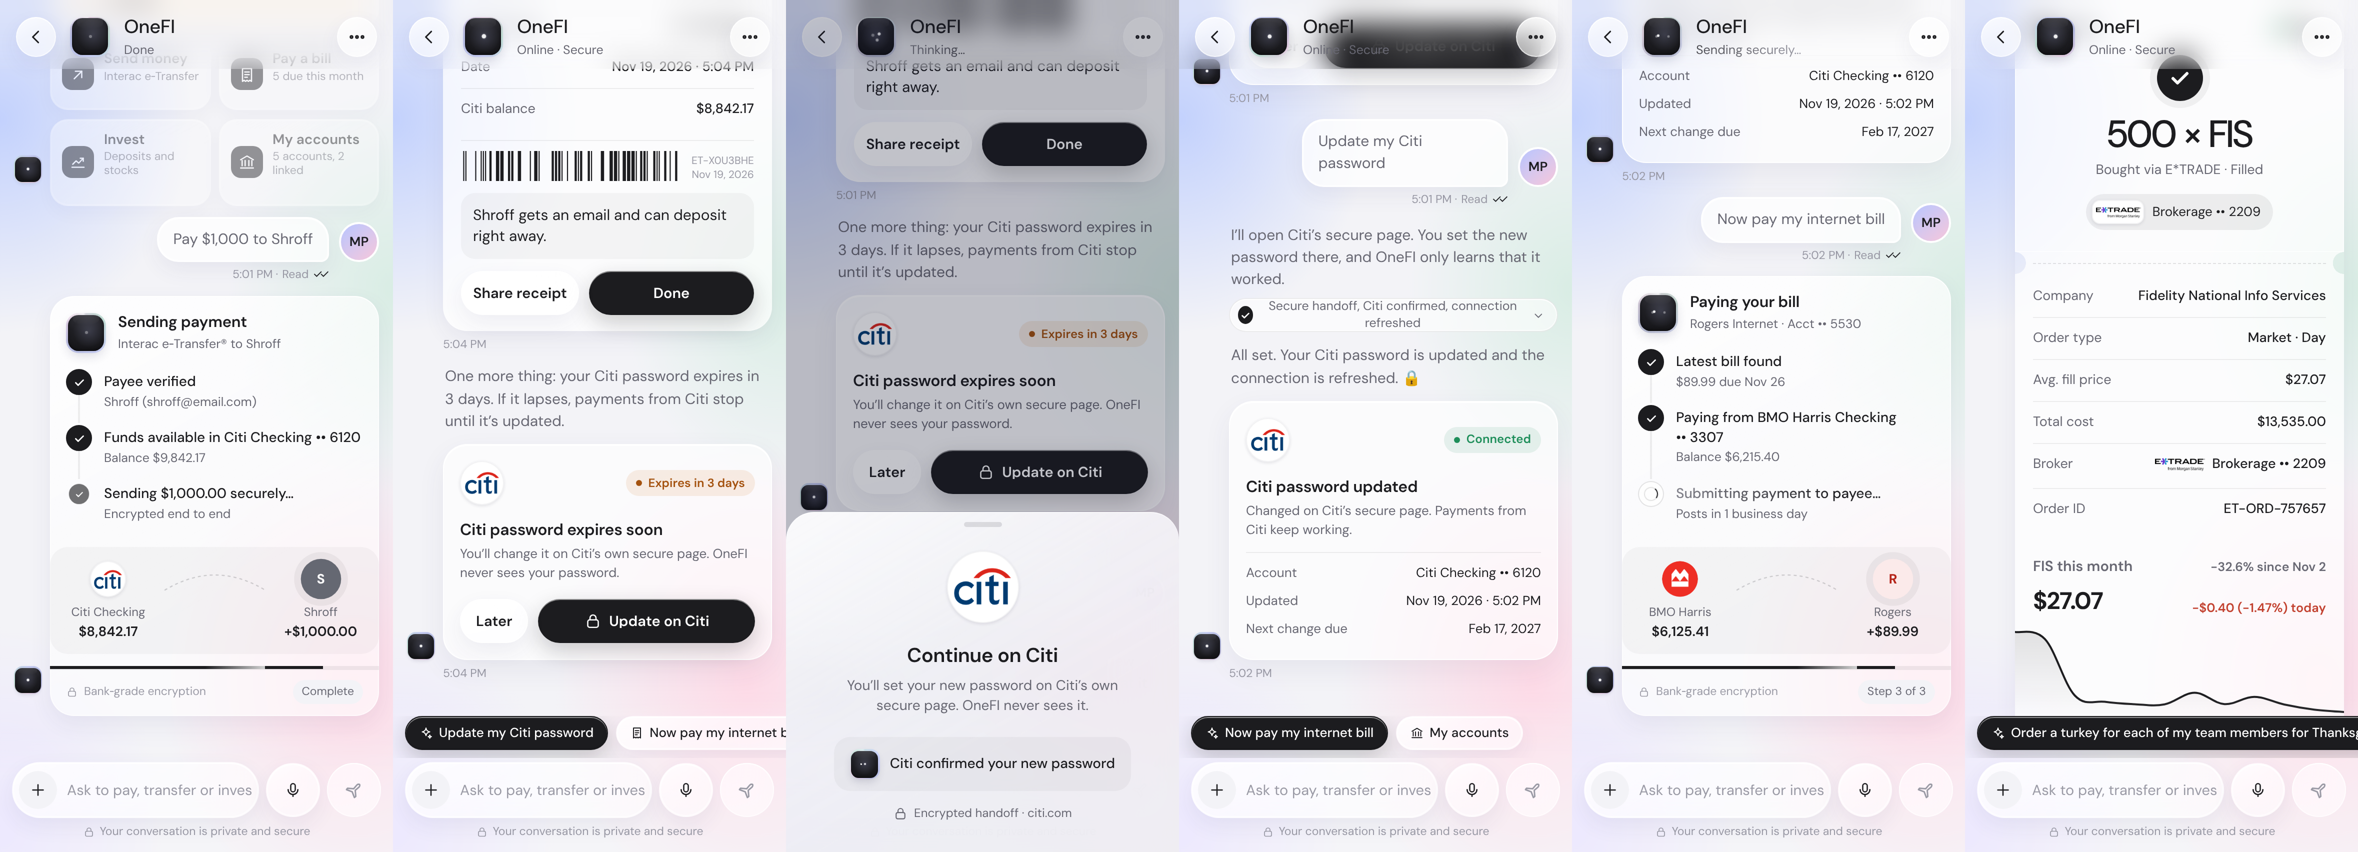 OneFI
Done
Send money
Interac e-Transfer
Pay a bill
5 due this month
Invest
Deposits and
stocks
My accounts
5 accounts, 2
linked
Pay $1,000 to Shroff
MP
5:01 PM · Read
Sending payment
Interac e-Transfer® to Shroff
Payee verified
Shroff (shroff@email.com)
Funds available in Citi Checking •• 6120
Balance $9,842.17
Sending $1,000.00 securely...
Encrypted end to end
citi
S
Citi Checking
Shroff
$8,842.17
+$1,000.00
Bank-grade encryption
Complete
Ask to pay, transfer or inves
Your conversation is private and secure
OneFI
Online · Secure
Date
Nov 19, 2026 · 5:04 PM
Citi balance
$8,842.17
ET-X0U3BHE
Nov 19, 2026
Shroff gets an email and can deposit
right away.
Share receipt
Done
5:04 PM
One more thing: your Citi password expires in
3 days. If it lapses, payments from Citi stop
until it’s updated.
citi
Expires in 3 days
Citi password expires soon
You’ll change it on Citi’s own secure page. OneFI
never sees your password.
Later
Update on Citi
5:04 PM
Update my Citi password
Now pay my internet b
Ask to pay, transfer or inves
Your conversation is private and secure
OneFI
Thinking...
Shroff gets an email and can deposit
right away.
Share receipt
Done
5:01 PM
One more thing: your Citi password expires in
3 days. If it lapses, payments from Citi stop
until it’s updated.
citi
Expires in 3 days
Citi password expires soon
You’ll change it on Citi’s own secure page. OneFI
never sees your password.
Later
Update on Citi
citi
Continue on Citi
You’ll set your new password on Citi’s own
secure page. OneFI never sees it.
Citi confirmed your new password
Encrypted handoff · citi.com
OneFI
Online · Secure
Update on Citi
5:01 PM
Update my Citi
password
MP
5:01 PM · Read
I’ll open Citi’s secure page. You set the new
password there, and OneFI only learns that it
worked.
Secure handoff, Citi confirmed, connection
refreshed
All set. Your Citi password is updated and the
connection is refreshed. 🔒
citi
Connected
Citi password updated
Changed on Citi’s secure page. Payments from
Citi keep working.
Account
Citi Checking •• 6120
Updated
Nov 19, 2026 · 5:02 PM
Next change due
Feb 17, 2027
5:02 PM
Now pay my internet bill
My accounts
Ask to pay, transfer or inves
Your conversation is private and secure
OneFI
Sending securely...
Account
Citi Checking •• 6120
Updated
Nov 19, 2026 · 5:02 PM
Next change due
Feb 17, 2027
5:02 PM
Now pay my internet bill
MP
5:02 PM · Read
Paying your bill
Rogers Internet · Acct •• 5530
Latest bill found
$89.99 due Nov 26
Paying from BMO Harris Checking
•• 3307
Balance $6,215.40
Submitting payment to payee...
Posts in 1 business day
R
BMO Harris
Rogers
$6,125.41
+$89.99
Bank-grade encryption
Step 3 of 3
Ask to pay, transfer or inves
Your conversation is private and secure
OneFI
Online · Secure
500 × FIS
Bought via E*TRADE · Filled
E*TRADE
from Morgan Stanley
Brokerage •• 2209
Company
Fidelity National Info Services
Order type
Market · Day
Avg. fill price
$27.07
Total cost
$13,535.00
Broker
E*TRADE
from Morgan Stanley
Brokerage •• 2209
Order ID
ET-ORD-757657
FIS this month
-32.6% since Nov 2
$27.07
-$0.40 (-1.47%) today
Order a turkey for each of my team members for Thanksg
Ask to pay, transfer or inves
Your conversation is private and secure